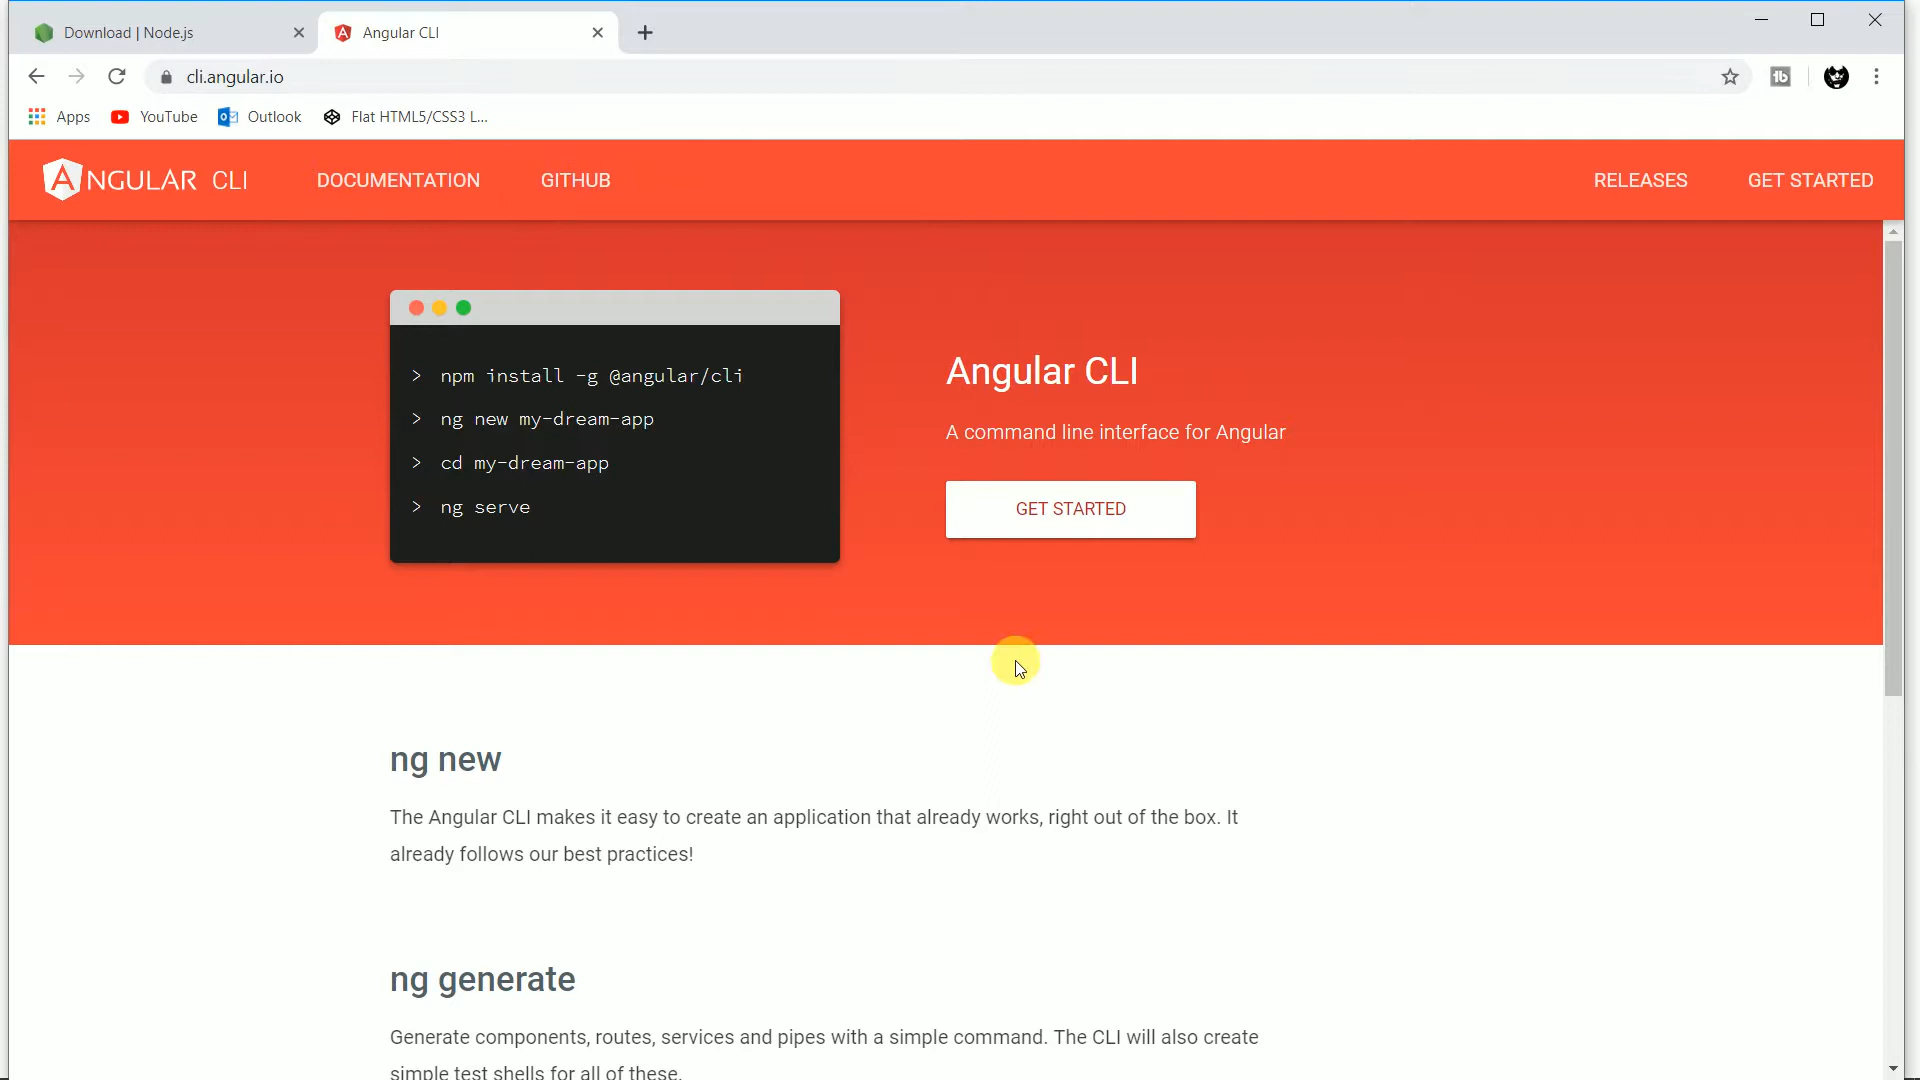 Download | Node.js
Angular CLI
cli.angular.io
Apps YouTube Outlook Flat HTML5/CSS3 L...
ANGULAR CLI DOCUMENTATION GITHUB RELEASES GET STARTED
> npm install -g @angular/cli
> ng new my-dream-app
> cd my-dream-app
> ng serve
Angular CLI
A command line interface for Angular
GET STARTED
ng new
The Angular CLI makes it easy to create an application that already works, right out of the box. It
already follows our best practices!
ng generate
Generate components, routes, services and pipes with a simple command. The CLI will also create
simple test shells for all of these.